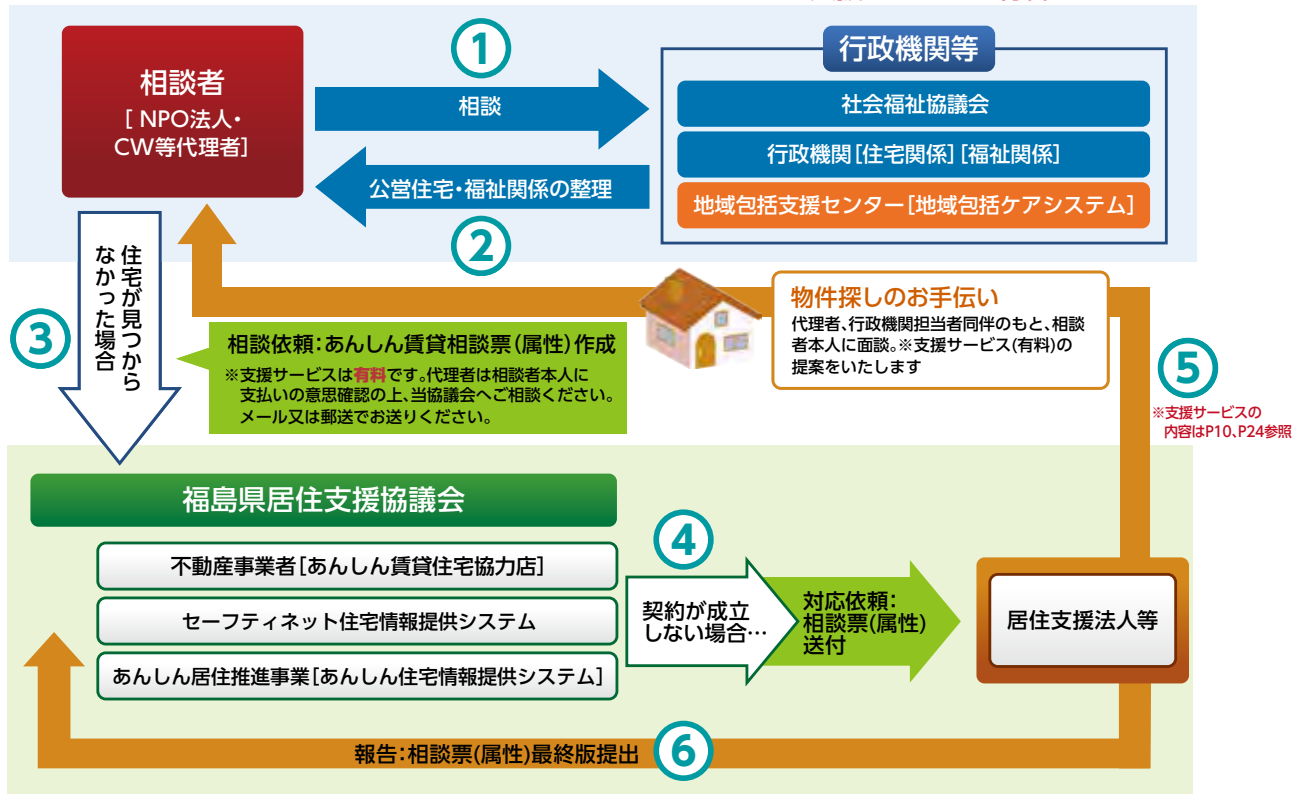 ①
行政機関等
相談者
[ NPO法人・
CW等代理者]
相談
社会福祉協議会
行政機関[住宅関係][福祉関係]
公営住宅・福祉関係の整理
地域包括支援センター[地域包括ケアシステム]
②
住宅が見つから
なかった場合
③
相談依頼:あんしん賃貸相談票(属性)作成
※支援サービスは有料です。代理者は相談者本人に
支払いの意思確認の上、当協議会へご相談ください。
メール又は郵送でお送りください。
物件探しのお手伝い
代理者、行政機関担当者同伴のもと、相談
者本人に面談。※支援サービス(有料)の
提案をいたします
⑤
※支援サービスの
内容はP10、P24参照
福島県居住支援協議会
不動産事業者[あんしん賃貸住宅協力店]
セーフティネット住宅情報提供システム
あんしん居住推進事業[あんしん住宅情報提供システム]
④
契約が成立
しない場合…
対応依頼:
相談票(属性)
送付
居住支援法人等
報告:相談票(属性)最終版提出
⑥